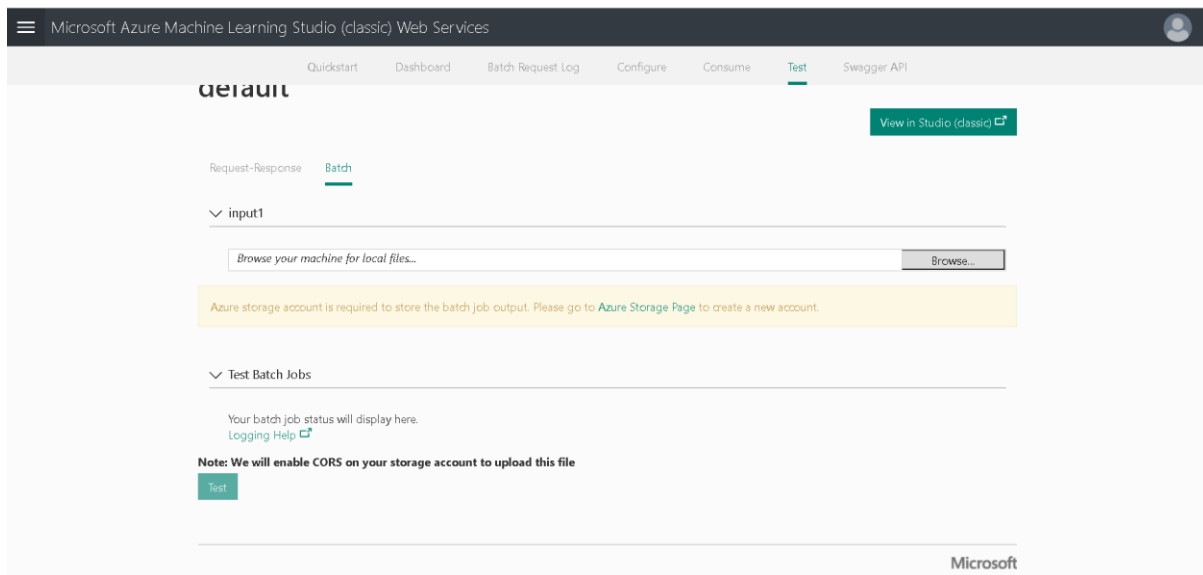 Microsoft Azure Machine Learning Studio (classic) Web Services
Quickstart Dashboard Batch Request Log Configure Consume Test Swagger API
default
View in Studio (classic)
Request-Response Batch
input1
Browse your machine for local files...
Browse...
Azure storage account is required to store the batch job output. Please go to Azure Storage Page to create a new account.
Test Batch Jobs
Your batch job status will display here.
Logging Help
Note: We will enable CORS on your storage account to upload this file
Test
Microsoft